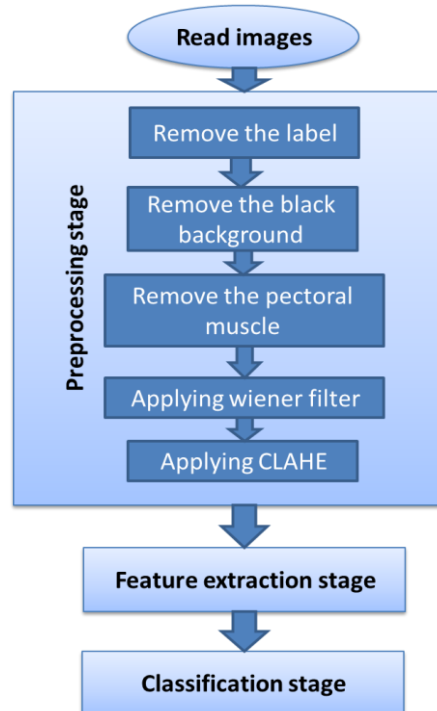 Read images
Preprocessing stage
Remove the label
Remove the black
background
Remove the pectoral
muscle
Applying wiener filter
Applying CLAHE
Feature extraction stage
Classification stage